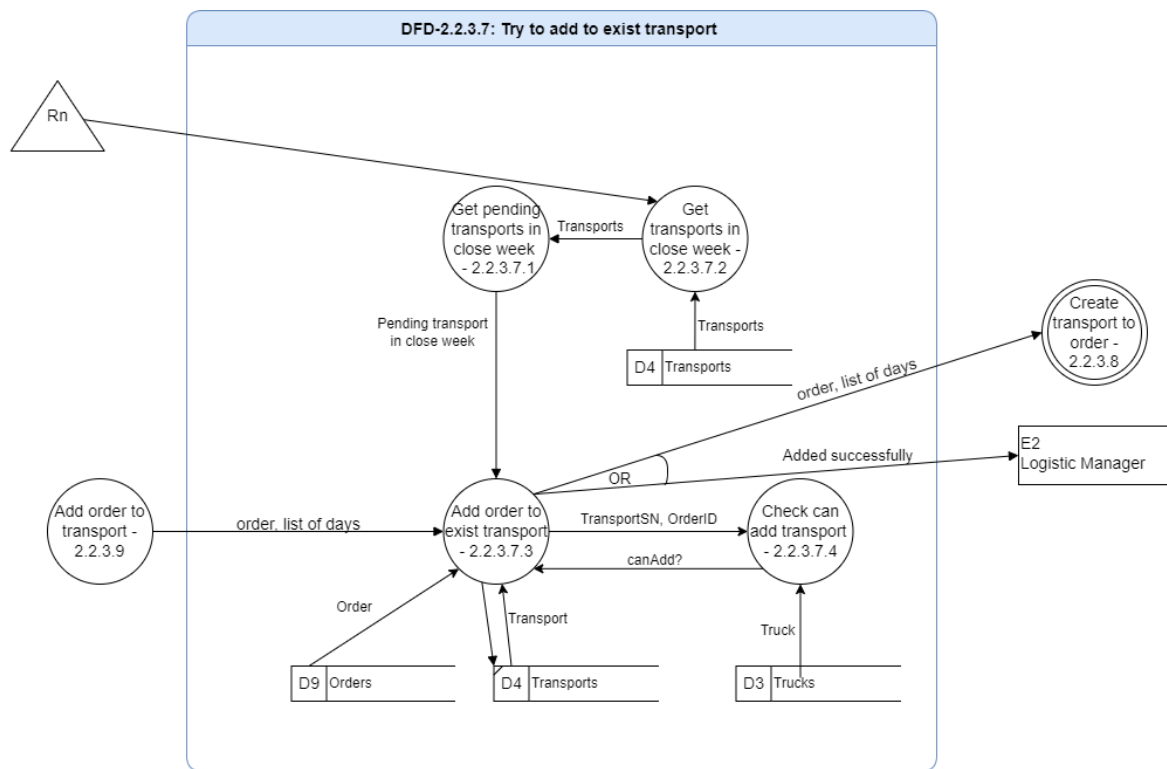 DFD-2.2.3.7: Try to add to exist transport
Rn
Get pending
transports in
close week
- 2.2.3.7.1
Transports
Get
transports in
close week -
2.2.3.7.2
Pending transport
in close week
Transports
D4 Transports
Create
transport to
order -
2.2.3.8
order, list of days
Added successfully
E2
Logistic Manager
OR
Add order to
transport -
2.2.3.9
order, list of days
Add order to
exist transport
- 2.2.3.7.3
TransportSN, OrderID
Check can
add transport
- 2.2.3.7.4
canAdd?
Order
Transport
Truck
D9 Orders
D4 Transports
D3 Trucks